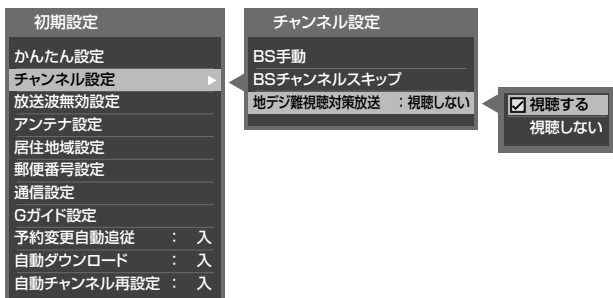 初期設定
かんたん設定
チャンネル設定
放送波無効設定
アンテナ設定
居住地域設定
郵便番号設定
通信設定
Gガイド設定
予約変更自動追従 : 入
自動ダウンロード : 入
自動チャンネル再設定 : 入
チャンネル設定
BS手動
BSチャンネルスキップ
地デジ難視聴対策放送 : 視聴しない
視聴する
視聴しない